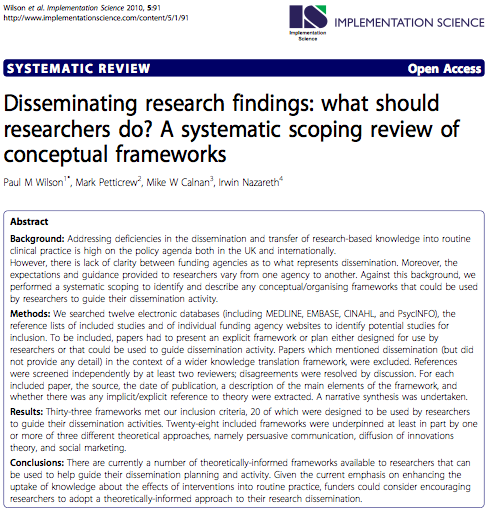 Wilson et al. Implementation Science 2010, 5:91
http://www.implementationscience.com/content/5/1/91
IS
Implementation
Science
IMPLEMENTATION SCIENCE
SYSTEMATIC REVIEW
Open Access
Disseminating research findings: what should
researchers do? A systematic scoping review of
conceptual frameworks
Paul M Wilson1*, Mark Petticrew2, Mike W Calnan3, Irwin Nazareth4
Abstract
Background: Addressing deficiencies in the dissemination and transfer of research-based knowledge into routine
clinical practice is high on the policy agenda both in the UK and internationally.
However, there is lack of clarity between funding agencies as to what represents dissemination. Moreover, the
expectations and guidance provided to researchers vary from one agency to another. Against this background, we
performed a systematic scoping to identify and describe any conceptual/organising frameworks that could be used
by researchers to guide their dissemination activity.
Methods: We searched twelve electronic databases (including MEDLINE, EMBASE, CINAHL, and PsycINFO), the
reference lists of included studies and of individual funding agency websites to identify potential studies for
inclusion. To be included, papers had to present an explicit framework or plan either designed for use by
researchers or that could be used to guide dissemination activity. Papers which mentioned dissemination (but did
not provide any detail) in the context of a wider knowledge translation framework, were excluded. References
were screened independently by at least two reviewers; disagreements were resolved by discussion. For each
included paper, the source, the date of publication, a description of the main elements of the framework, and
whether there was any implicit/explicit reference to theory were extracted. A narrative synthesis was undertaken.
Results: Thirty-three frameworks met our inclusion criteria, 20 of which were designed to be used by researchers
to guide their dissemination activities. Twenty-eight included frameworks were underpinned at least in part by one
or more of three different theoretical approaches, namely persuasive communication, diffusion of innovations
theory, and social marketing.
Conclusions: There are currently a number of theoretically-informed frameworks available to researchers that can
be used to help guide their dissemination planning and activity. Given the current emphasis on enhancing the
uptake of knowledge about the effects of interventions into routine practice, funders could consider encouraging
researchers to adopt a theoretically-informed approach to their research dissemination.